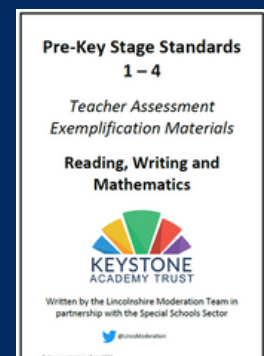 Pre-Key Stage Standards
1 – 4
Teacher Assessment
Exemplification Materials
Reading, Writing and
Mathematics
KEYSTONE
ACADEMY TRUST
Written by the Lincolnshire Moderation Team in
partnership with the Special Schools Sector
@LincsModeration